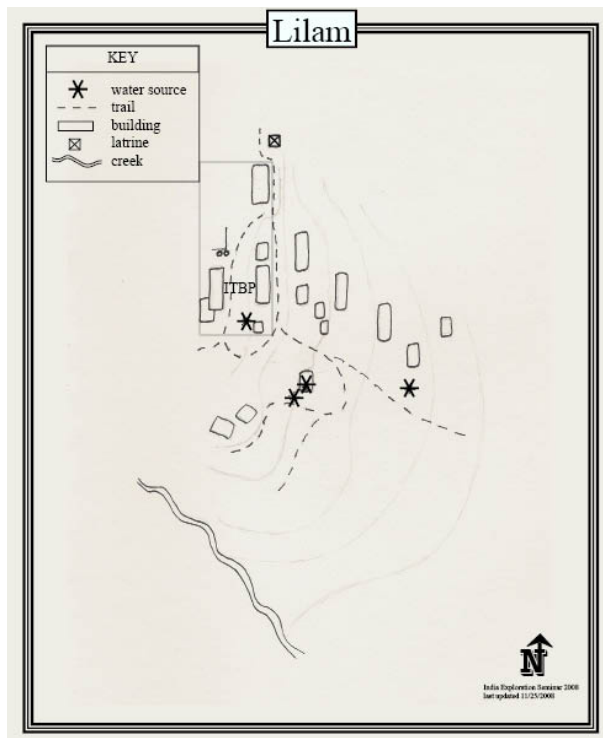 Lilam
KEY
water source
trail
building
latrine
creek
ITBP
N
India Exploration Seminar 2008
last updated 11/25/2008